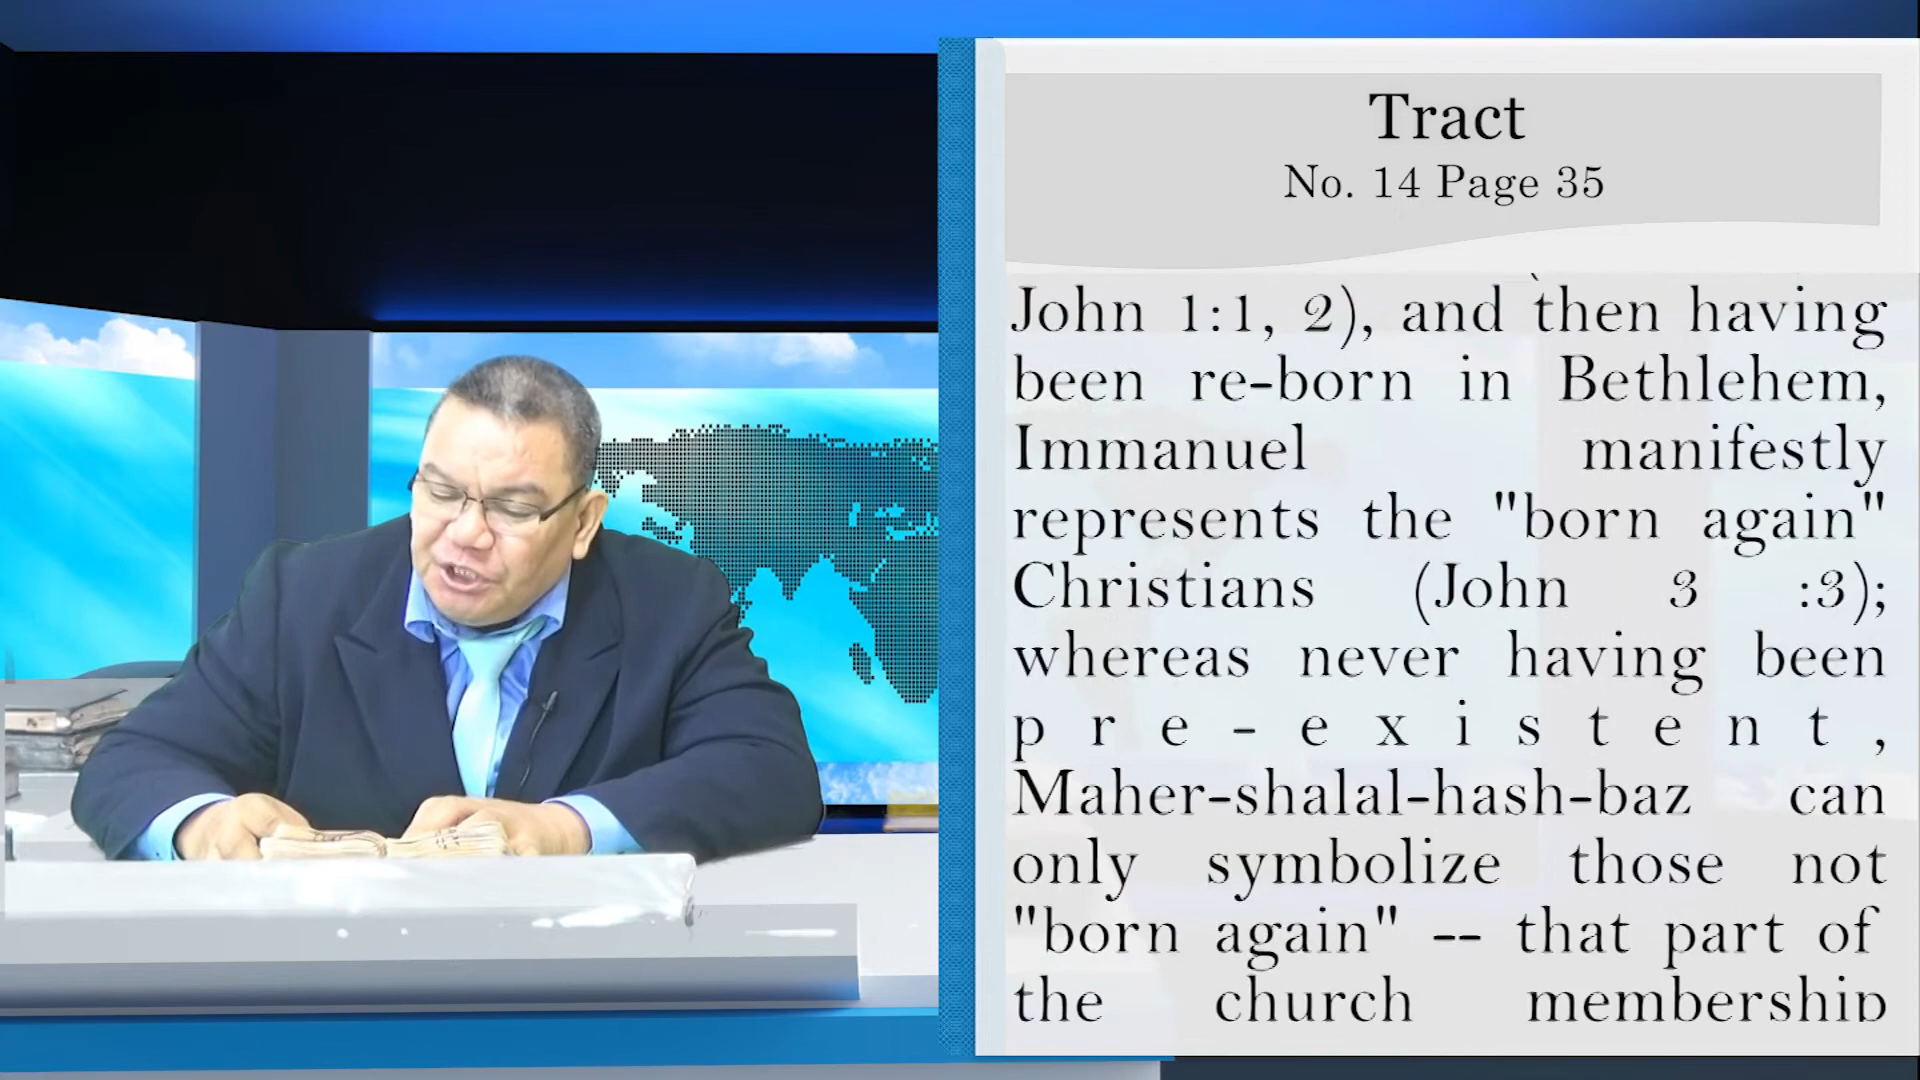 Tract
No. 14 Page 35
John 1:1, 2), and then having
been re-born in Bethlehem,
Immanuel manifestly
represents the "born again"
Christians (John 3 :3);
whereas never having been
pre-existent,
Maher-shalal-hash-baz can
only symbolize those not
"born again" -- that part of
the church membership